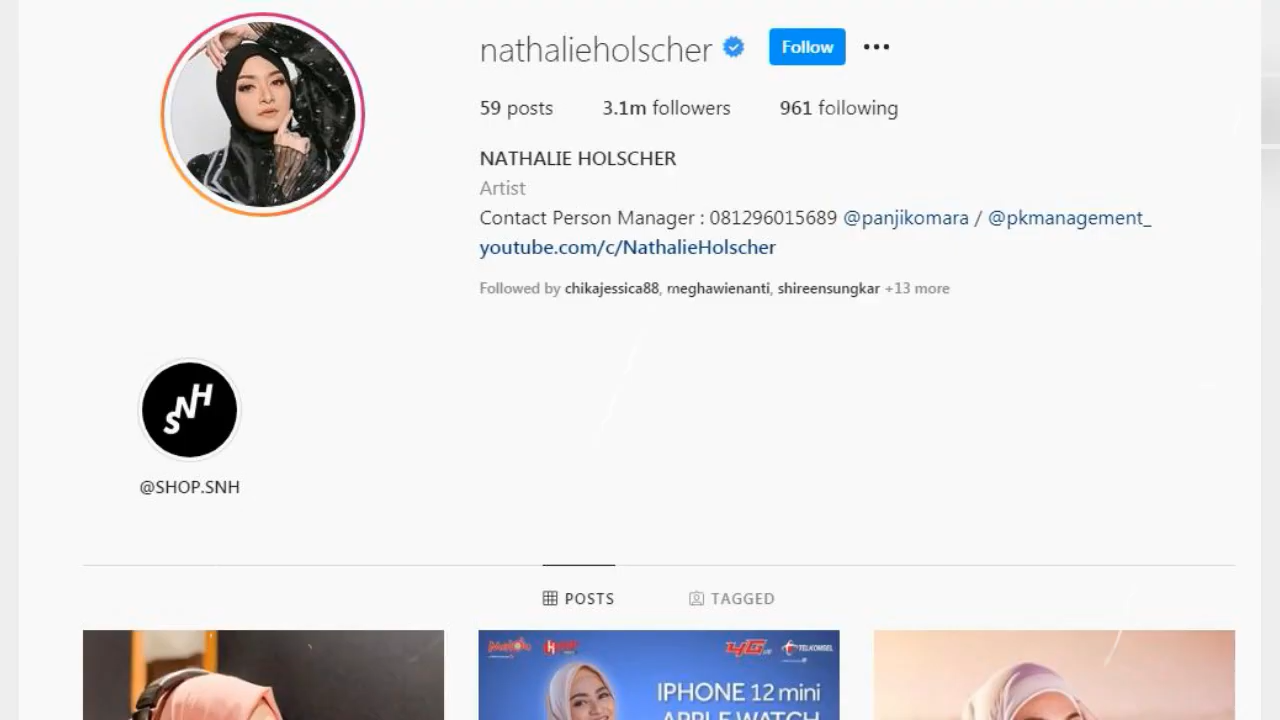 nathalieholscher
Follow
59 posts 3.1m followers 961 following
NATHALIE HOLSCHER
Artist
Contact Person Manager : 081296015689 @panjikomara / @pkmanagement_
youtube.com/c/NathalieHolscher
Followed by chikajessica88, meghawienanti, shireensungkar +13 more
SNH
@SHOP.SNH
POSTS
TAGGED
4G
TELKOMSEL
IPHONE 12 mini
APPLE WATCH